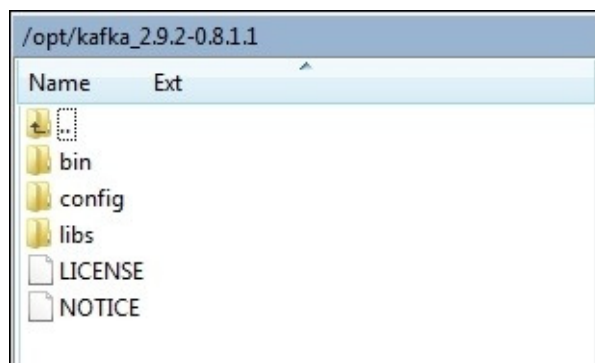 /opt/kafka_2.9.2-0.8.1.1
Name Ext
..
bin
config
libs
LICENSE
NOTICE